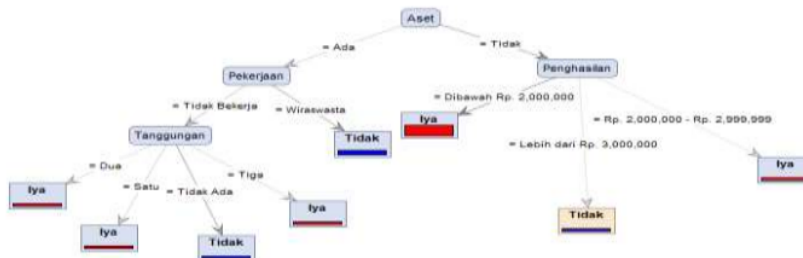 Aset
= Ada
= Tidak
Pekerjaan
Penghasilan
= Tidak Bekerja
= Wiraswasta
= Dibawah Rp. 2,000,000
= Rp. 2,000,000 - Rp. 2,999,999
= Lebih dari Rp. 3,000,000
Tanggungan
Tidak
Iya
Iya
= Dua
= Satu
= Tidak Ada
= Tiga
Iya
Iya
Tidak
Iya
Tidak